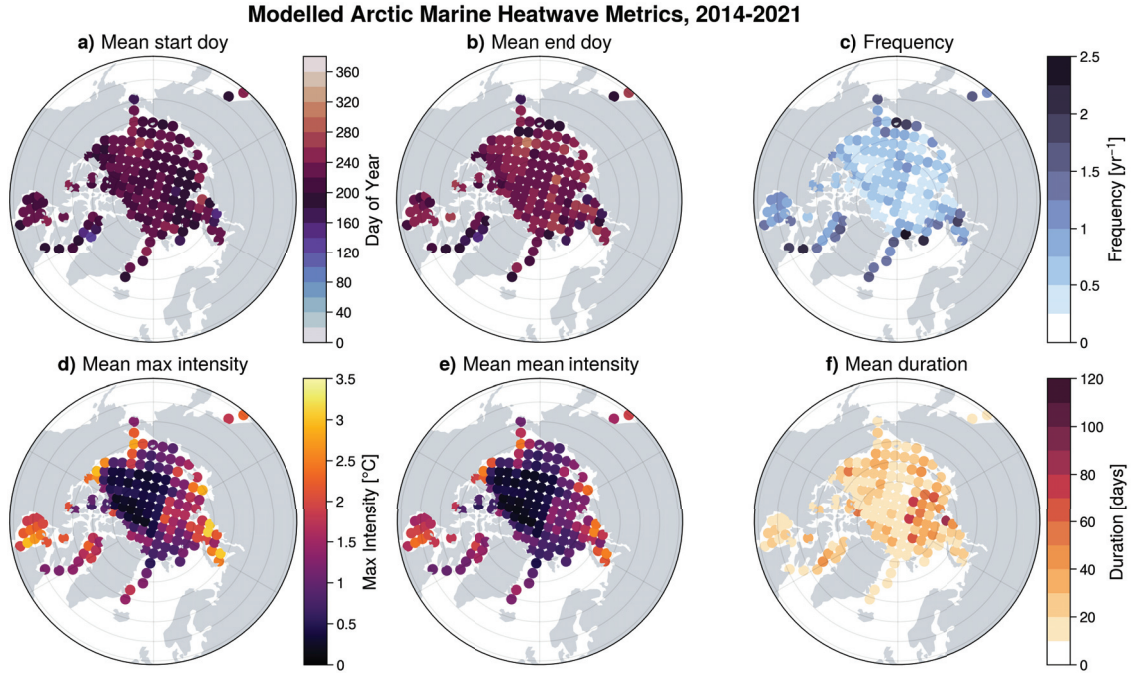 Modelled Arctic Marine Heatwave Metrics, 2014-2021
a) Mean start doy
b) Mean end doy
c) Frequency
360
320
280
240
200
160
120
80
40
0
Day of Year
2.5
2
1.5
1
0.5
0
Frequency [yr⁻¹]
d) Mean max intensity
e) Mean mean intensity
f) Mean duration
3.5
3
2.5
2
1.5
1
0.5
0
Max Intensity [°C]
120
100
80
60
40
20
0
Duration [days]